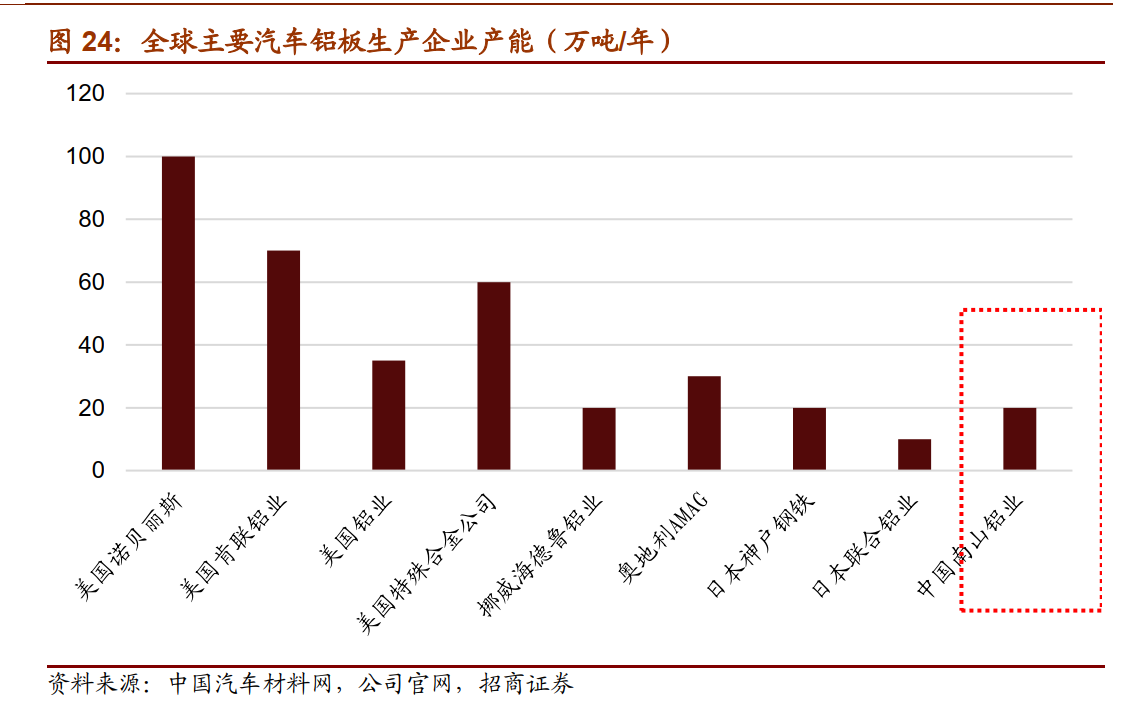 图 24：全球主要汽车铝板生产企业产能（万吨/年）
120
100
80
60
40
20
0
美国诺贝丽斯
美国肯联铝业
美国铝业
美国特殊合金公司
挪威海德鲁铝业
奥地利AMAG
日本神户钢铁
日本联合铝业
中国南山铝业
资料来源：中国汽车材料网，公司官网，招商证券